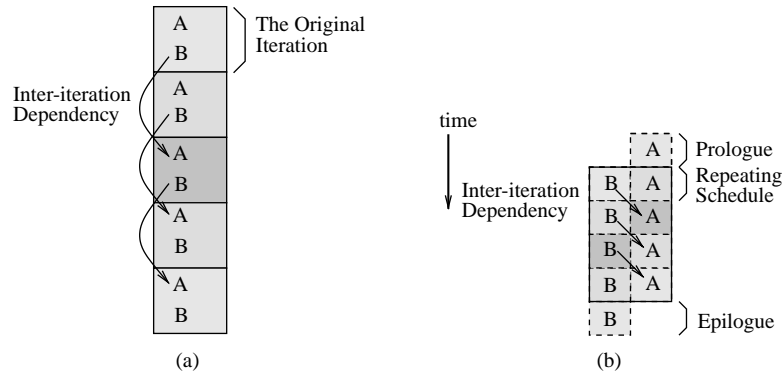 A
B
The Original
Iteration
Inter-iteration
Dependency
A
B
A
B
A
B
A
B
(a)
time
A
Prologue
Inter-iteration
Dependency
B A
Repeating
Schedule
B A
B A
B A
B
Epilogue
(b)